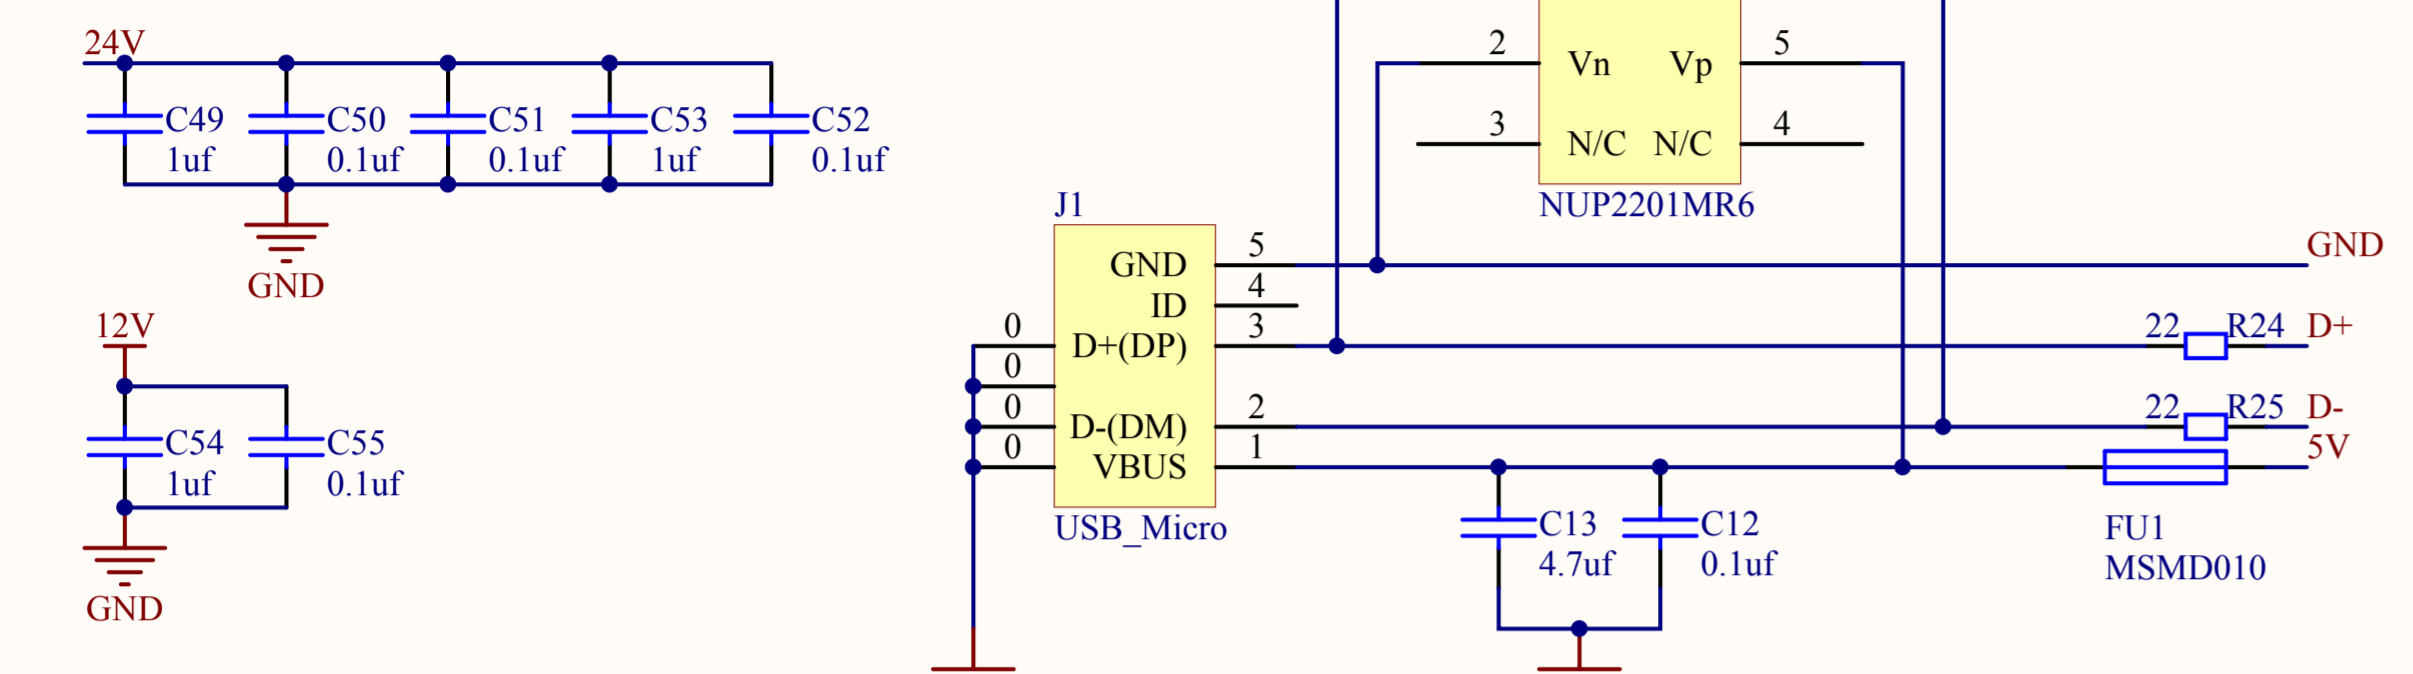 24V
C49
1uf
C50
0.1uf
C51
0.1uf
C53
1uf
C52
0.1uf
GND
12V
C54
1uf
C55
0.1uf
GND
2 Vn Vp 5
3 N/C N/C 4
NUP2201MR6
J1
GND 5
ID 4
0 D+(DP) 3
0
0 D-(DM) 2
0 VBUS 1
USB_Micro
GND
22 R24 D+
22 R25 D-
5V
C13
4.7uf
C12
0.1uf
FU1
MSMD010